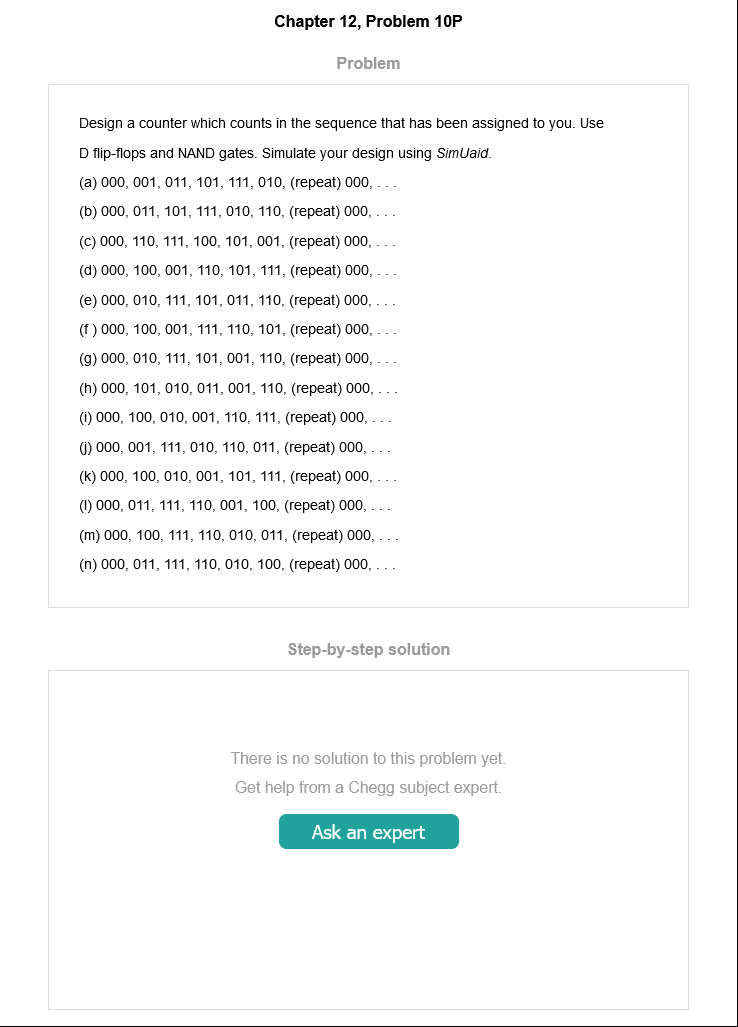 Chapter 12, Problem 10P
Problem
Design a counter which counts in the sequence that has been assigned to you. Use
D flip-flops and NAND gates. Simulate your design using SimUaid.
(a) 000, 001, 011, 101, 111, 010, (repeat) 000, . . .
(b) 000, 011, 101, 111, 010, 110, (repeat) 000, . . .
(c) 000, 110, 111, 100, 101, 001, (repeat) 000, . . .
(d) 000, 100, 001, 110, 101, 111, (repeat) 000, . . .
(e) 000, 010, 111, 101, 011, 110, (repeat) 000, . . .
(f ) 000, 100, 001, 111, 110, 101, (repeat) 000, . . .
(g) 000, 010, 111, 101, 001, 110, (repeat) 000, . . .
(h) 000, 101, 010, 011, 001, 110, (repeat) 000, . . .
(i) 000, 100, 010, 001, 110, 111, (repeat) 000, . . .
(j) 000, 001, 111, 010, 110, 011, (repeat) 000, . . .
(k) 000, 100, 010, 001, 101, 111, (repeat) 000, . . .
(l) 000, 011, 111, 110, 001, 100, (repeat) 000, . . .
(m) 000, 100, 111, 110, 010, 011, (repeat) 000, . . .
(n) 000, 011, 111, 110, 010, 100, (repeat) 000, . . .
Step-by-step solution
There is no solution to this problem yet.
Get help from a Chegg subject expert.
Ask an expert